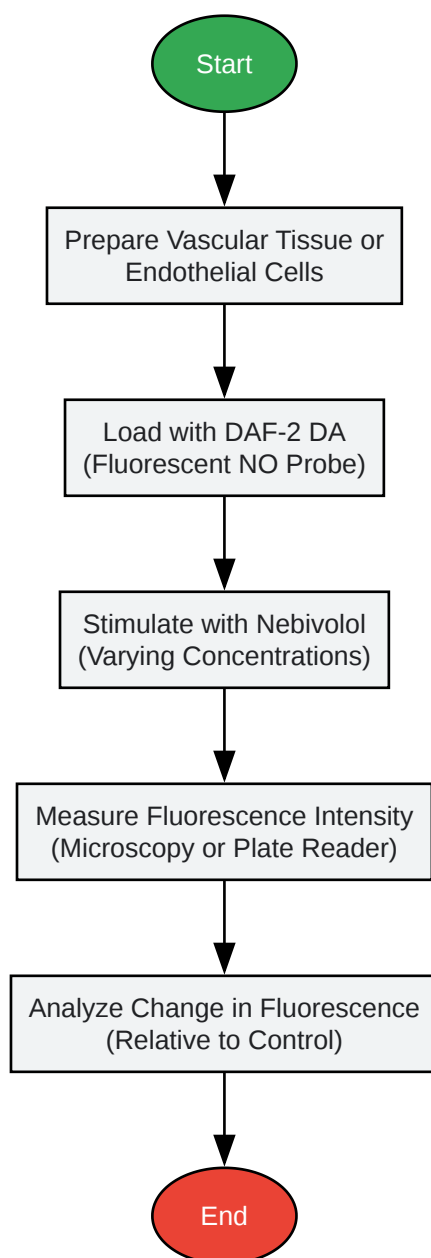 Start
Prepare Vascular Tissue or
Endothelial Cells
Load with DAF-2 DA
(Fluorescent NO Probe)
Stimulate with Nebivolol
(Varying Concentrations)
Measure Fluorescence Intensity
(Microscopy or Plate Reader)
Analyze Change in Fluorescence
(Relative to Control)
End